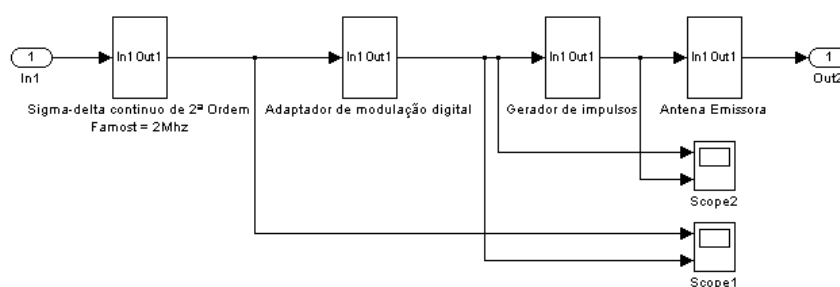 1
In1
In1 Out1
Sigma-delta continuo de 2ª Ordem
Famost = 2Mhz
In1 Out1
Adaptador de modulação digital
In1 Out1
Gerador de impulsos
In1 Out1
Antena Emissora
1
Out2
Scope2
Scope1